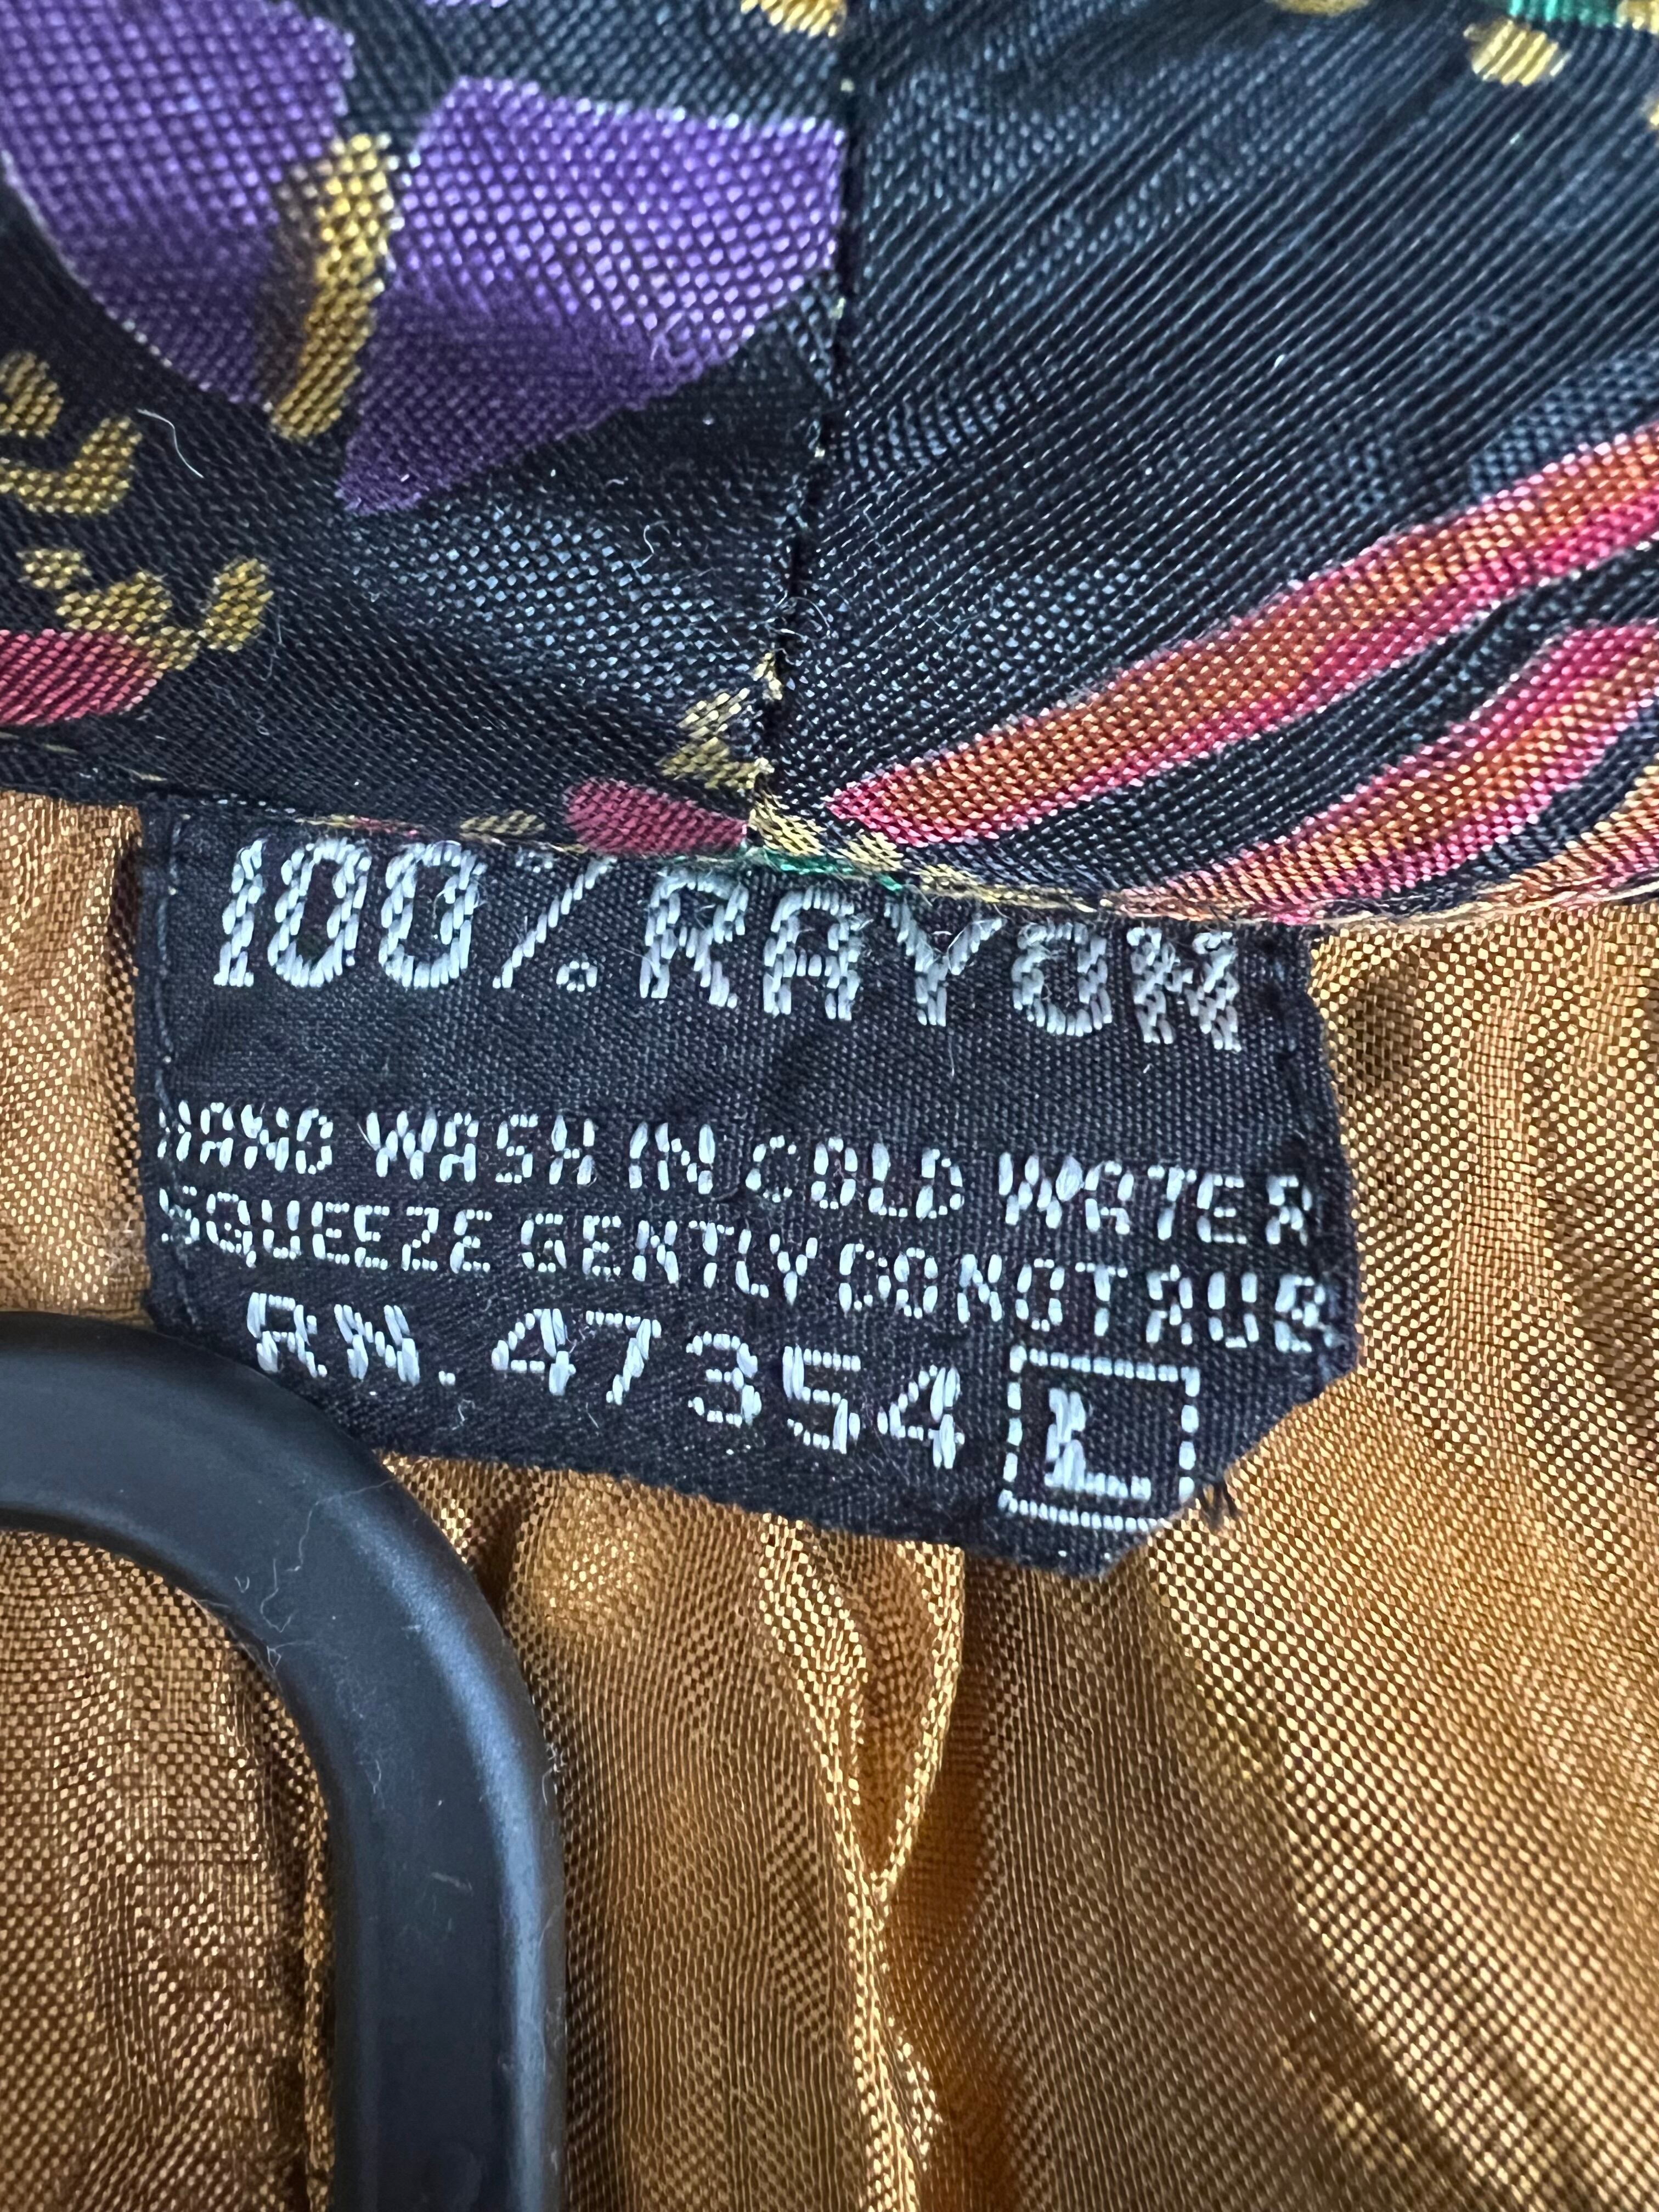 100% RAYON
HAND WASH IN COLD WATER
SQUEEZE GENTLY DO NOT RUB
RN. 47354 L